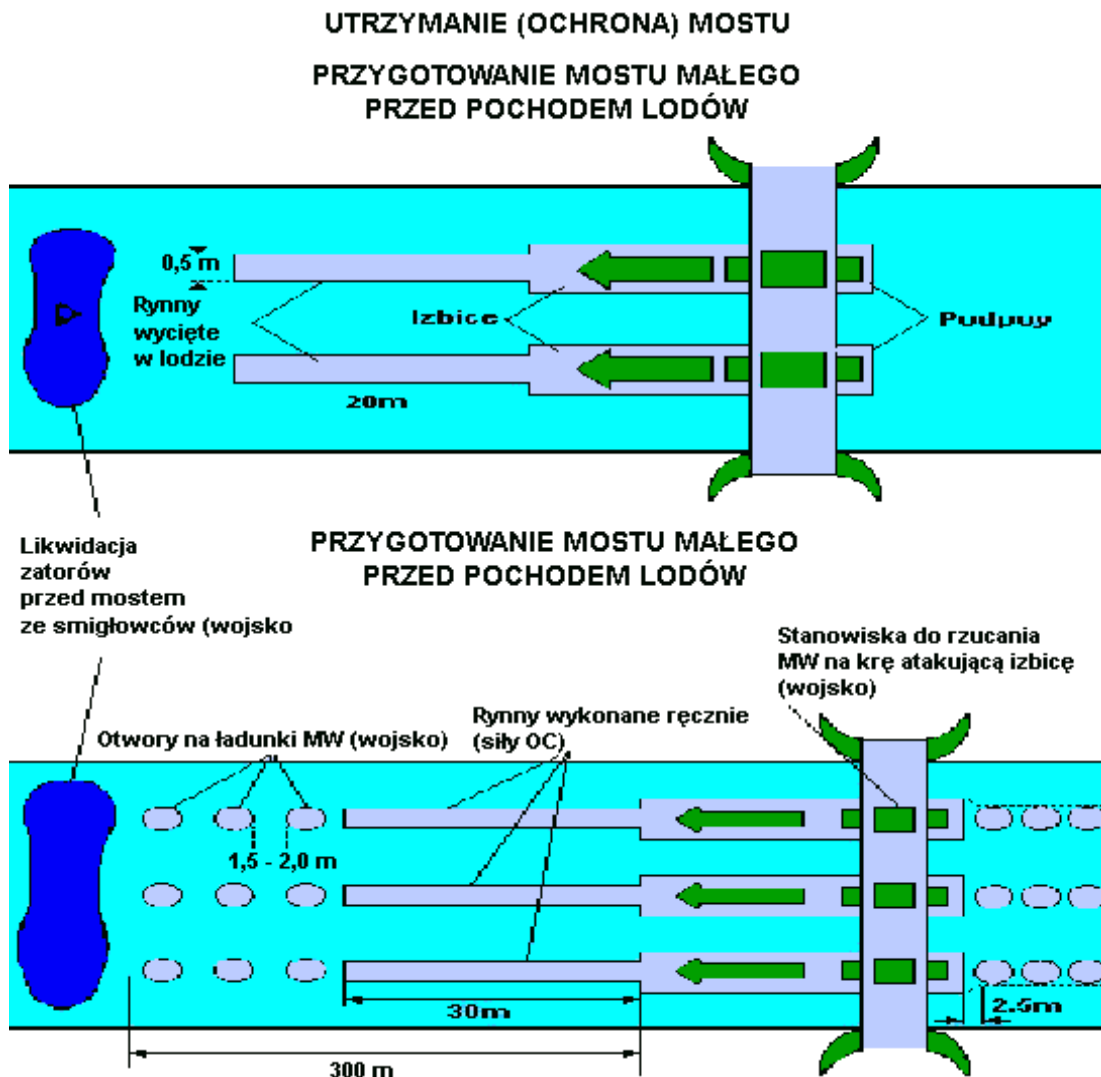 UTRZYMANIE (OCHRONA) MOSTU
PRZYGOTOWANIE MOSTU MAŁEGO
PRZED POCHODEM LODÓW
0,5 m
Rynny
wycięte
w lodzie
Izbice
Pudpuy
20m
Likwidacja
zatorów
przed mostem
ze smigłowców (wojsko
PRZYGOTOWANIE MOSTU MAŁEGO
PRZED POCHODEM LODÓW
Stanowiska do rzucania
MW na krę atakującą izbicę
(wojsko)
Otwory na ładunki MW (wojsko)
Rynny wykonane ręcznie
(siły OC)
1,5 - 2,0 m
30m
2.5m
300 m